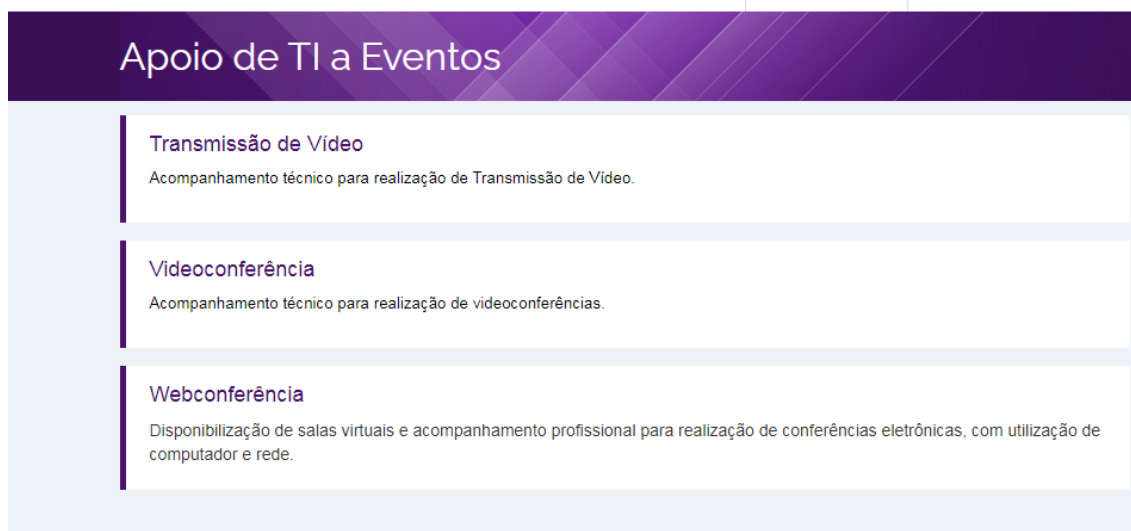 Apoio de TI a Eventos
Transmissão de Vídeo
Acompanhamento técnico para realização de Transmissão de Vídeo.
Videoconferência
Acompanhamento técnico para realização de videoconferências.
Webconferência
Disponibilização de salas virtuais e acompanhamento profissional para realização de conferências eletrônicas, com utilização de
computador e rede.